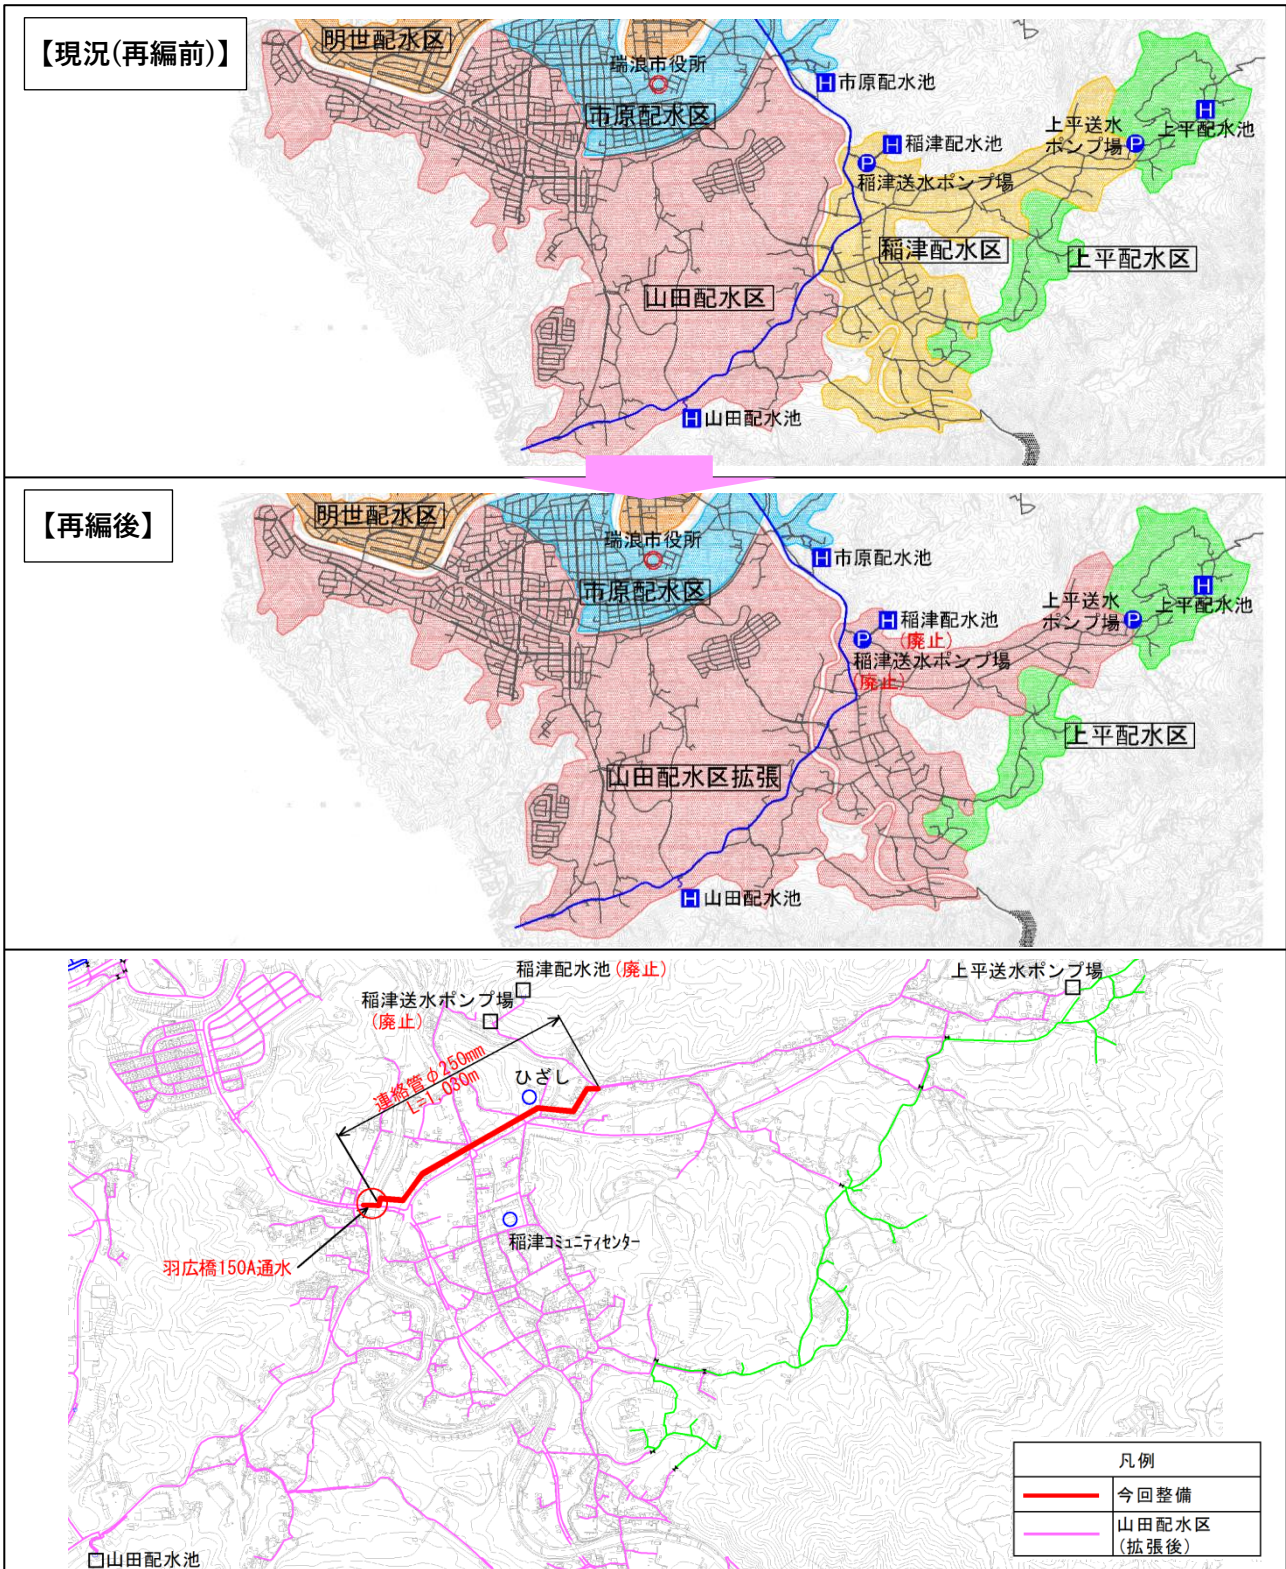 【現況(再編前)】
明世配水区
瑞浪市役所
市原配水区
市原配水池
稲津配水池
稲津送水ポンプ場
上平送水
ポンプ場
上平配水池
稲津配水区
上平配水区
山田配水区
山田配水池
【再編後】
明世配水区
瑞浪市役所
市原配水区
市原配水池
稲津配水池
(廃止)
稲津送水ポンプ場
(廃止)
上平送水
ポンプ場
上平配水池
上平配水区
山田配水区拡張
山田配水池
稲津配水池(廃止)
上平送水ポンプ場
稲津送水ポンプ場
(廃止)
連絡管φ250mm
L=1,030m
ひざし
稲津コミュニティセンター
羽広橋150A通水
山田配水池
凡例
今回整備
山田配水区
(拡張後)